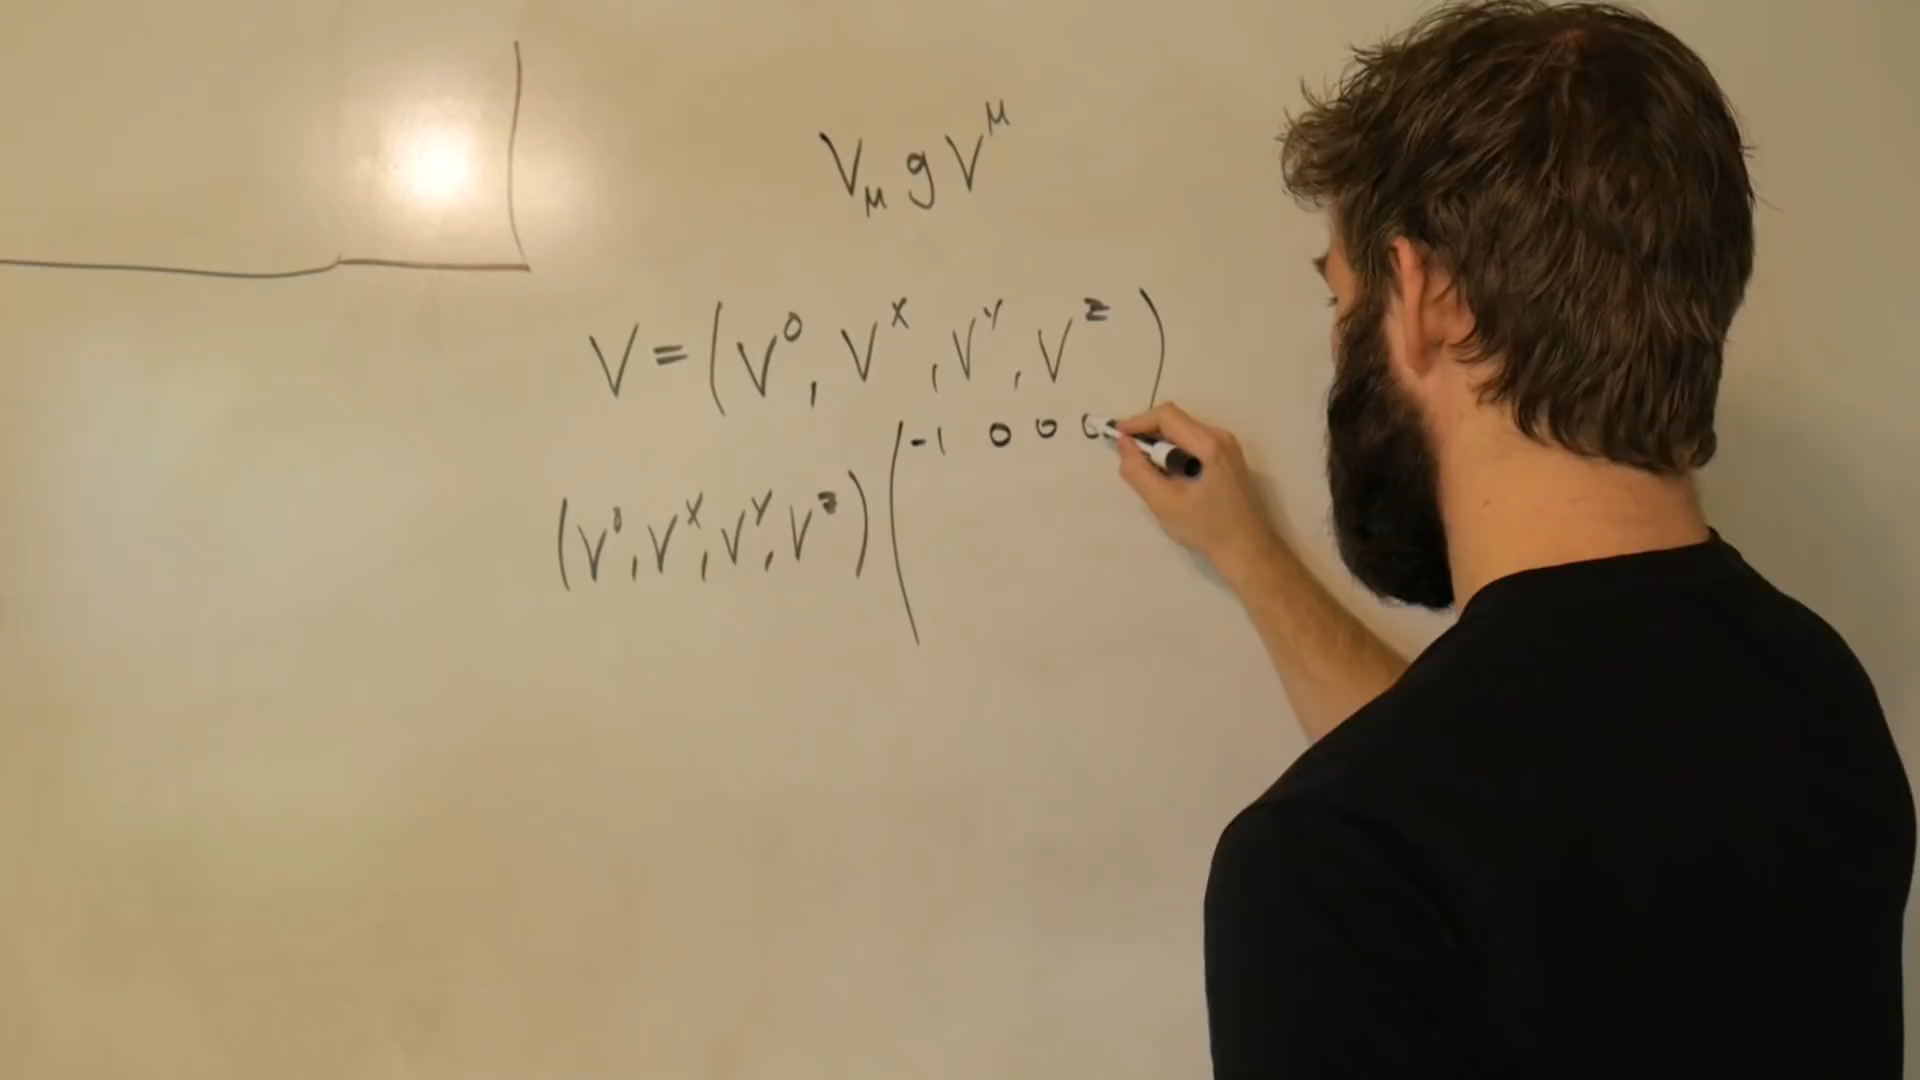 V_μ g V^μ
V = (V^0, V^x, V^y, V^z)
(V^0, V^x, V^y, V^z) ( -1 0 0 0